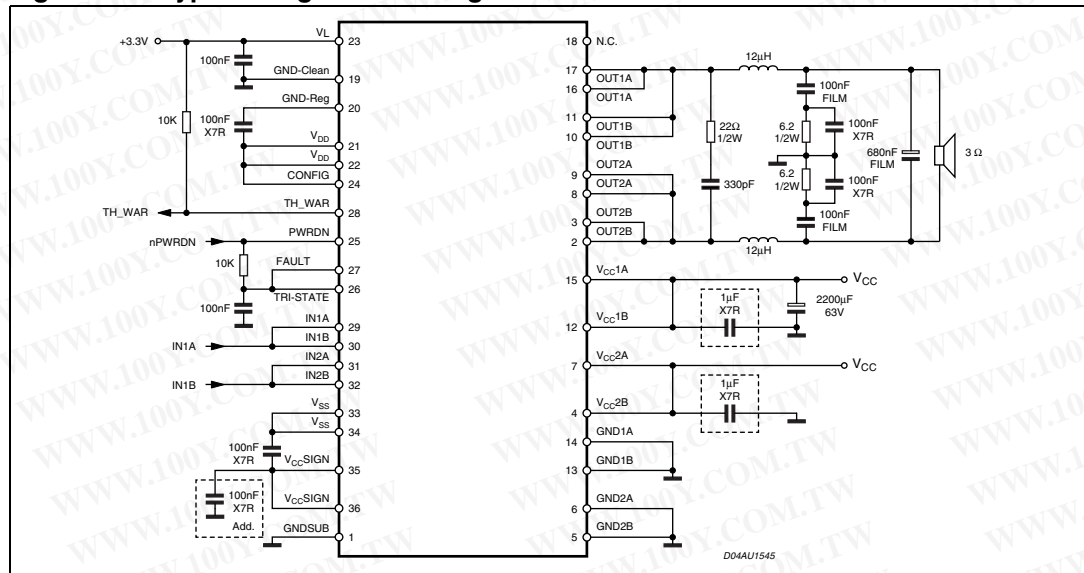 +3.3V
VL
23
100nF
GND-Clean
19
GND-Reg
20
10K
100nF
X7R
VDD
21
VDD
22
CONFIG
24
TH_WAR
TH_WAR
28
nPWRDN
PWRDN
25
10K
FAULT
27
26
TRI-STATE
100nF
IN1A
29
IN1A
IN1B
30
IN2A
31
IN1B
IN2B
32
VSS
33
VSS
34
100nF
X7R
VCCSIGN
35
100nF
X7R
Add.
VCCSIGN
36
GNDSUB
1
18 N.C.
17
OUT1A
16
OUT1A
11
OUT1B
10
OUT1B
OUT2A
9
OUT2A
8
OUT2B
3
OUT2B
2
12µH
22Ω
1/2W
330pF
12µH
100nF
FILM
6.2
1/2W
100nF
X7R
6.2
1/2W
100nF
X7R
100nF
FILM
680nF
FILM
3 Ω
VCC1A
15
VCC
1µF
X7R
2200µF
63V
VCC1B
12
VCC2A
7
VCC
1µF
X7R
VCC2B
4
GND1A
14
GND1B
13
GND2A
6
GND2B
5
D04AU1545
WWW.100Y.COM.TW